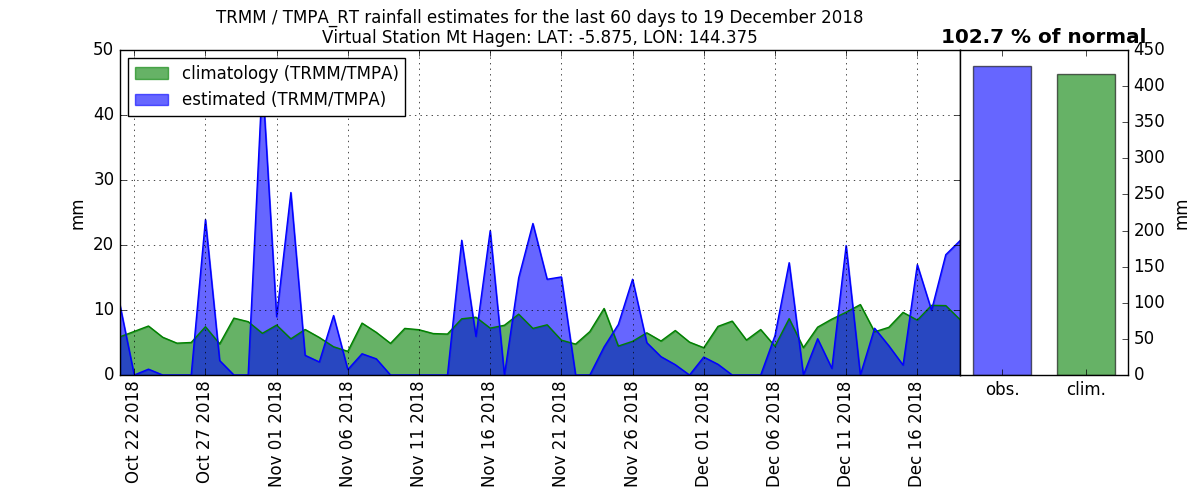 TRMM / TMPA_RT rainfall estimates for the last 60 days to 19 December 2018
Virtual Station Mt Hagen: LAT: -5.875, LON: 144.375
102.7 % of normal
climatology (TRMM/TMPA)
estimated (TRMM/TMPA)
50
40
30
20
10
0
mm
Oct 22 2018
Oct 27 2018
Nov 01 2018
Nov 06 2018
Nov 11 2018
Nov 16 2018
Nov 21 2018
Nov 26 2018
Dec 01 2018
Dec 06 2018
Dec 11 2018
Dec 16 2018
450
400
350
300
250
200
150
100
50
0
mm
obs.
clim.